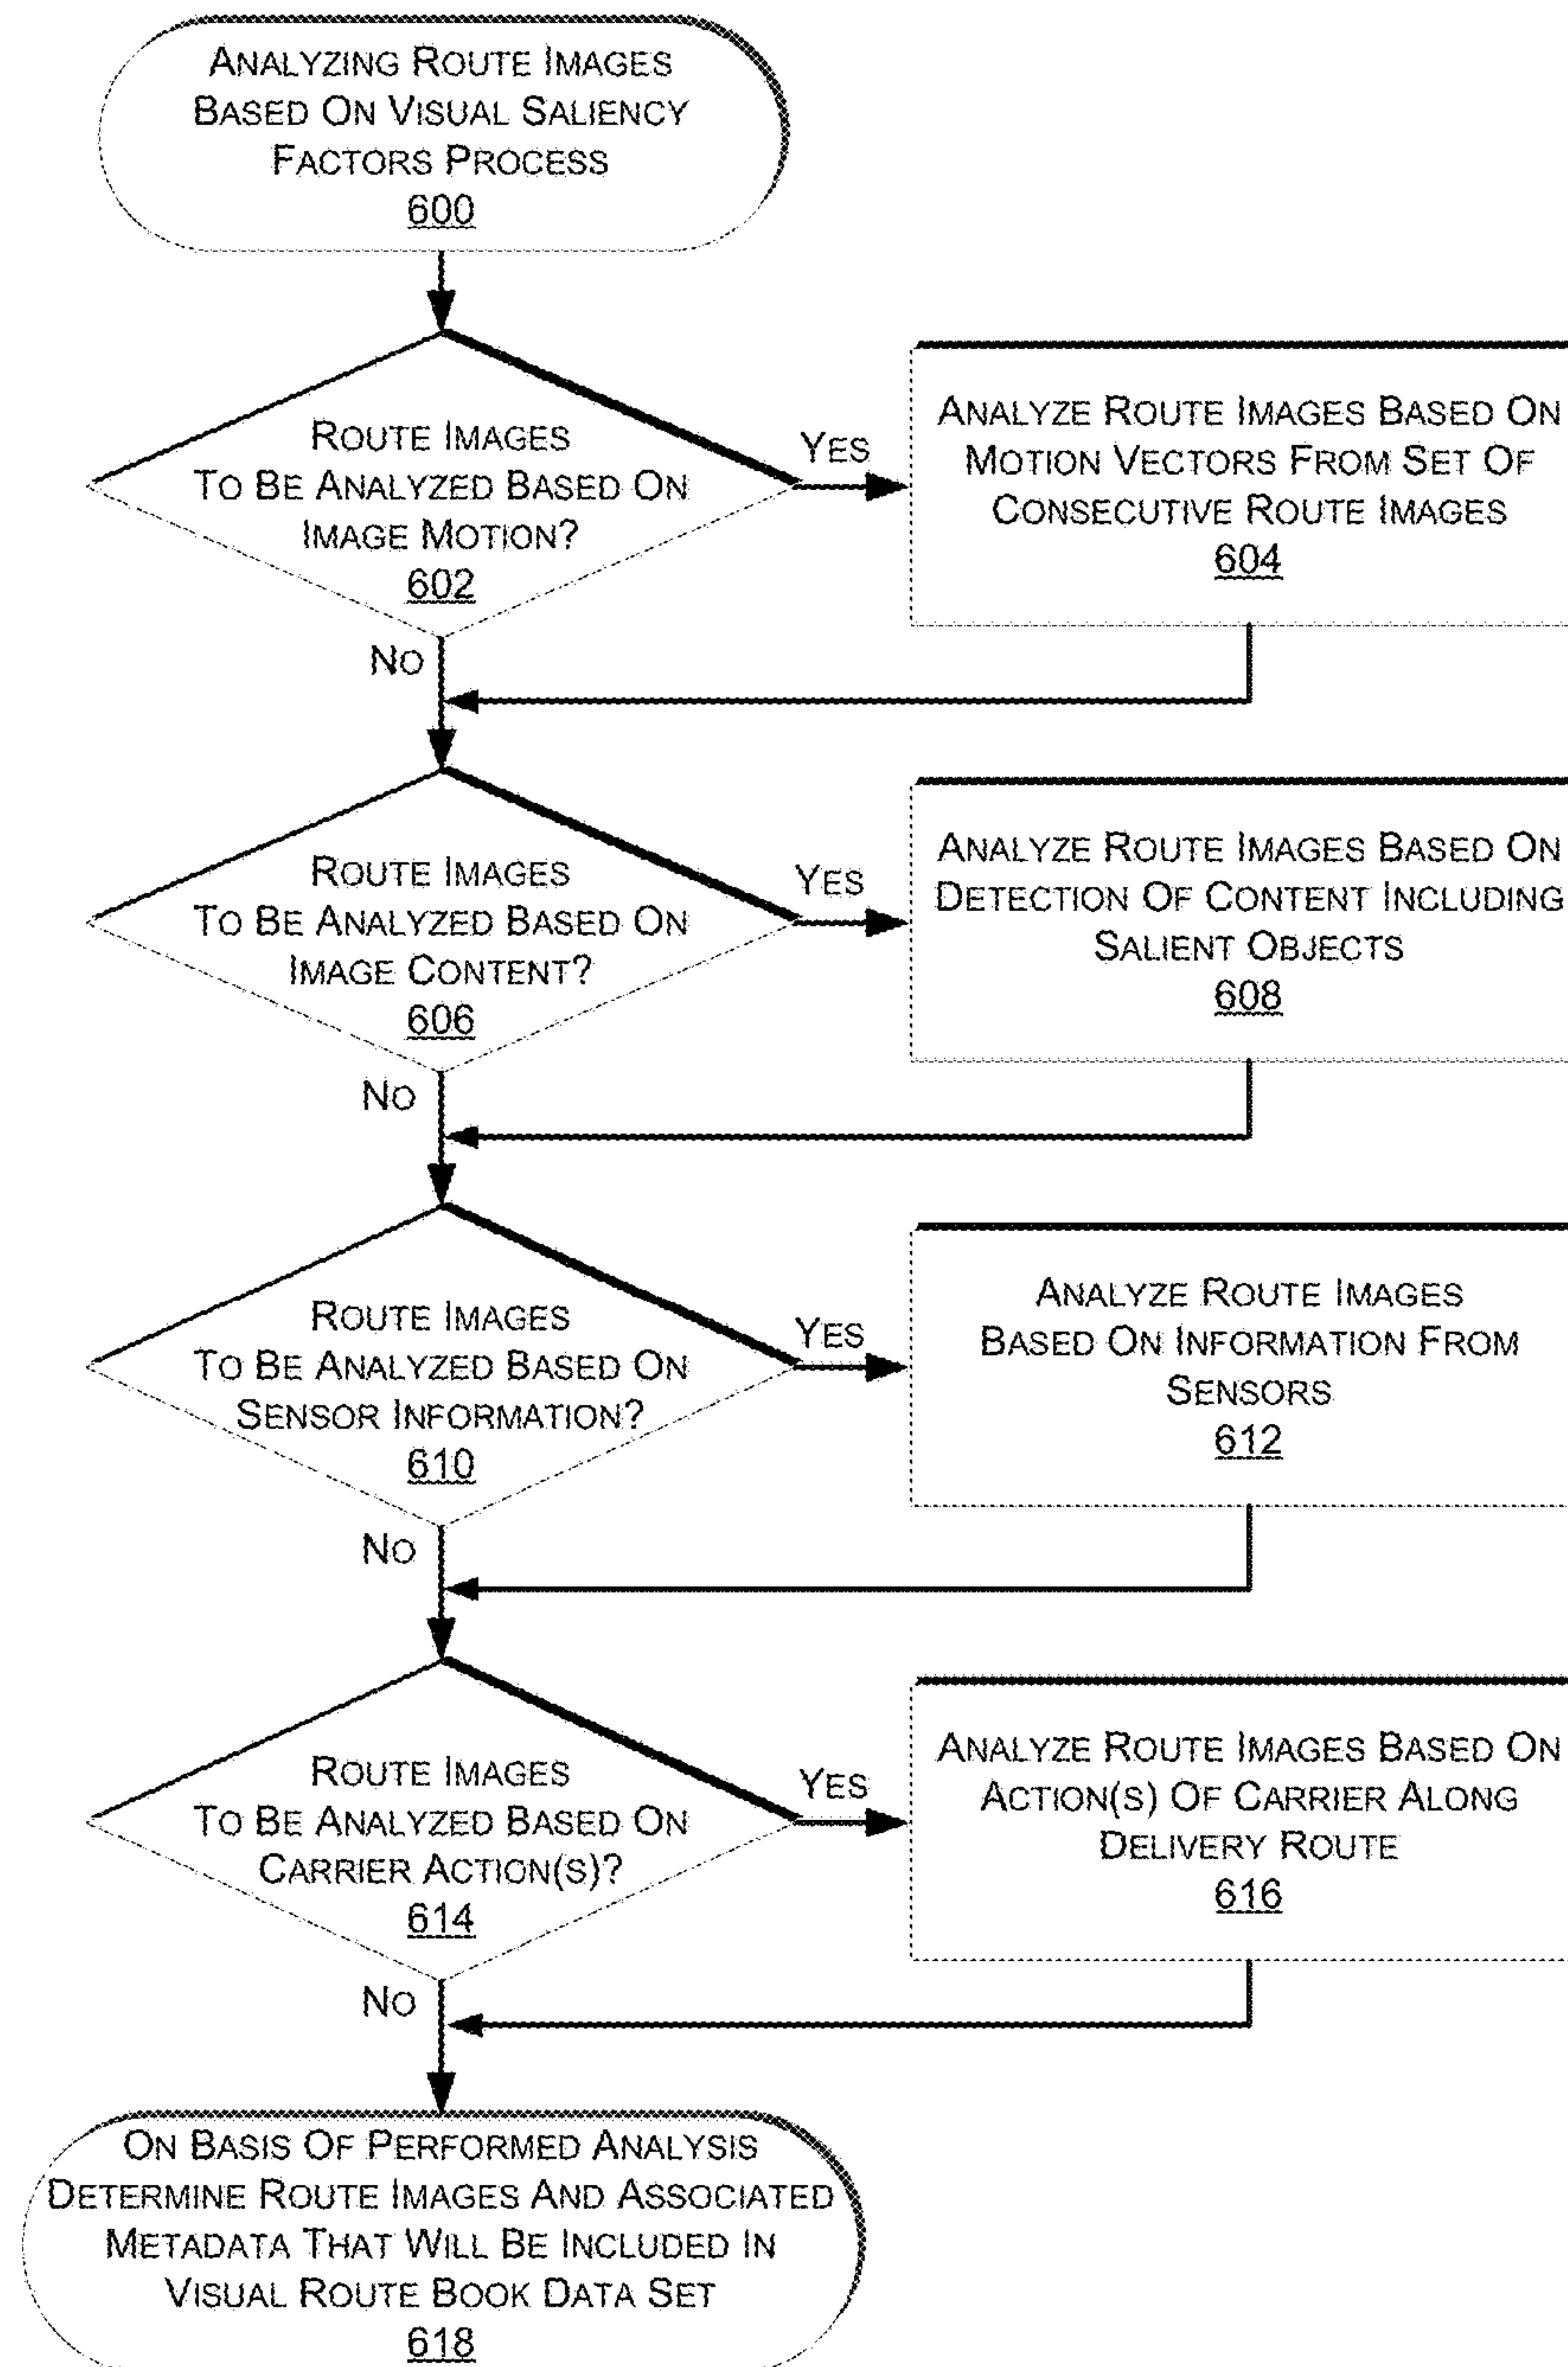 ANALYZING ROUTE IMAGES
BASED ON VISUAL SALIENCY
FACTORS PROCESS
600
ROUTE IMAGES
TO BE ANALYZED BASED ON
IMAGE MOTION?
602
YES
ANALYZE ROUTE IMAGES BASED ON
MOTION VECTORS FROM SET OF
CONSECUTIVE ROUTE IMAGES
604
NO
ROUTE IMAGES
TO BE ANALYZED BASED ON
IMAGE CONTENT?
606
YES
ANALYZE ROUTE IMAGES BASED ON
DETECTION OF CONTENT INCLUDING
SALIENT OBJECTS
608
NO
ROUTE IMAGES
TO BE ANALYZED BASED ON
SENSOR INFORMATION?
610
YES
ANALYZE ROUTE IMAGES
BASED ON INFORMATION FROM
SENSORS
612
NO
ROUTE IMAGES
TO BE ANALYZED BASED ON
CARRIER ACTION(S)?
614
YES
ANALYZE ROUTE IMAGES BASED ON
ACTION(S) OF CARRIER ALONG
DELIVERY ROUTE
616
NO
ON BASIS OF PERFORMED ANALYSIS
DETERMINE ROUTE IMAGES AND ASSOCIATED
METADATA THAT WILL BE INCLUDED IN
VISUAL ROUTE BOOK DATA SET
618